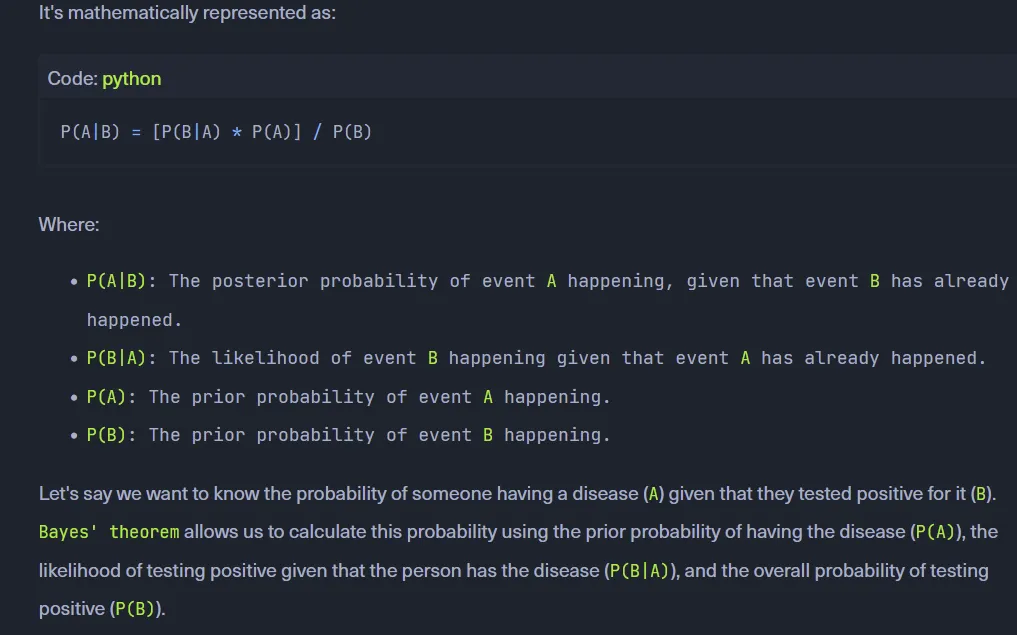 It's mathematically represented as:
Code: python
P(A|B) = [P(B|A) * P(A)] / P(B)
Where:
• P(A|B): The posterior probability of event A happening, given that event B has already
happened.
• P(B|A): The likelihood of event B happening given that event A has already happened.
• P(A): The prior probability of event A happening.
• P(B): The prior probability of event B happening.
Let's say we want to know the probability of someone having a disease (A) given that they tested positive for it (B).
Bayes' theorem allows us to calculate this probability using the prior probability of having the disease (P(A)), the
likelihood of testing positive given that the person has the disease (P(B|A)), and the overall probability of testing
positive (P(B)).